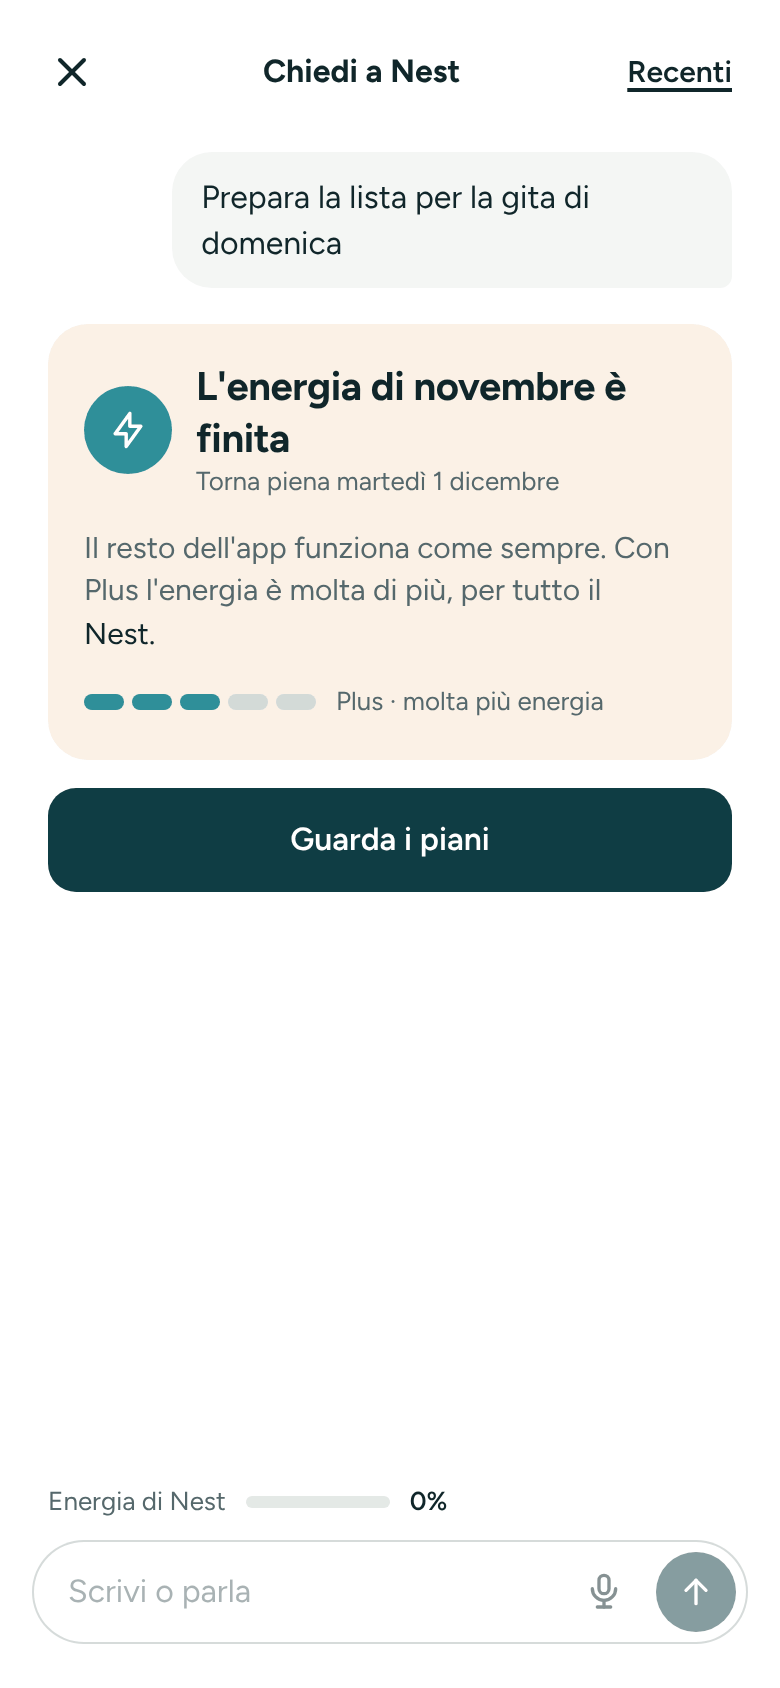 Chiedi a Nest
Recenti
Prepara la lista per la gita di
domenica
L'energia di novembre è
finita
Torna piena martedì 1 dicembre
Il resto dell'app funziona come sempre. Con
Plus l'energia è molta di più, per tutto il
Nest.
Plus · molta più energia
Guarda i piani
Energia di Nest
0%
Scrivi o parla